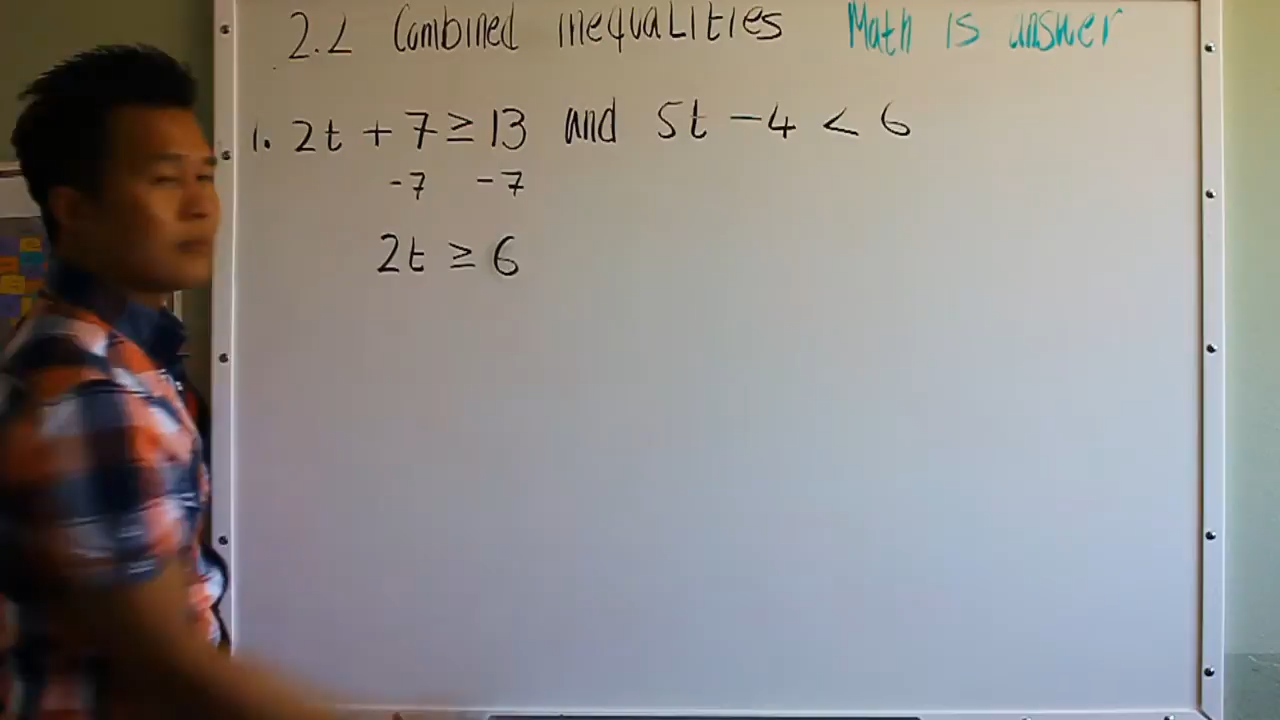 2.2 Combined inequalities Math is answer
1. 2t + 7 ≥ 13 and 5t - 4 < 6
-7 -7
2t ≥ 6